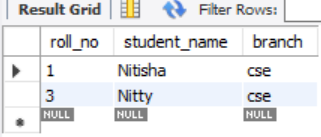 Result Grid Filter Rows:
roll_no student_name branch
1 Nitisha cse
3 Nitty cse
NULL NULL NULL